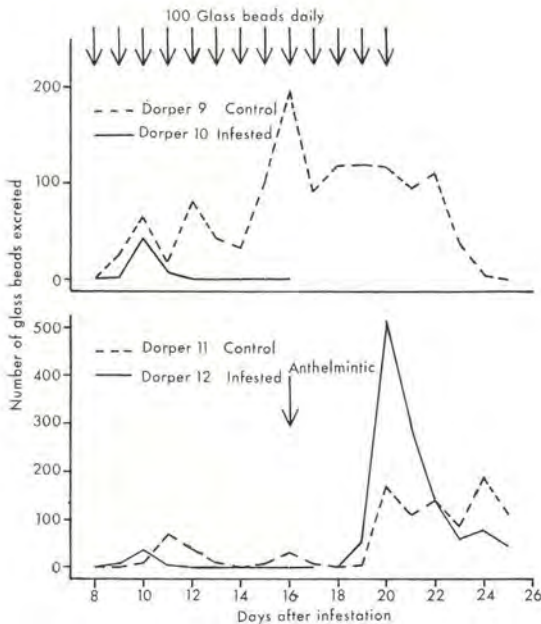 100 Glass beads daily
200
Dorper 9 Control
Dorper 10 Infested
100
0
Number of glass beads excreted
500
Dorper 11 Control
Dorper 12 Infested
Anthelmintic
400
300
200
100
0
8 10 12 14 16 18 20 22 24 26
Days after infestation